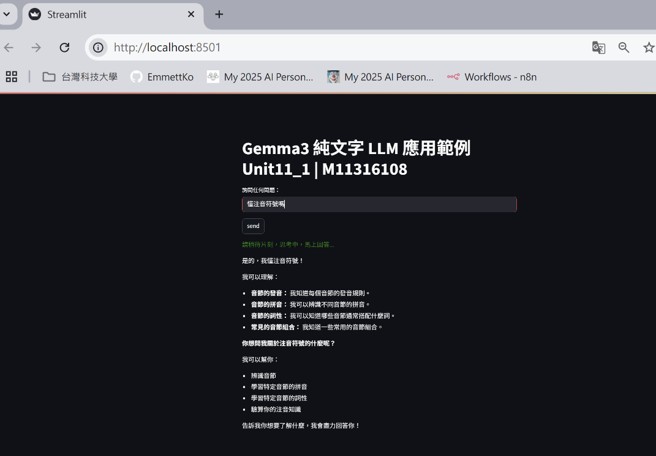 Streamlit
http://localhost:8501
台灣科技大學 EmmettKo My 2025 AI Person... My 2025 AI Person... Workflows - n8n
Gemma3 純文字 LLM 應用範例
Unit11_1 | M11316108
詢問任何問題：
懂注音符號嗎
send
請稍待片刻，思考中，馬上回答...
是的，我懂注音符號！
我可以理解：
• 音節的發音： 我知道每個音節的發音規則。
• 音節的拼音： 我可以辨識不同音節的拼音。
• 音節的詞性： 我可以知道哪些音節通常搭配什麼詞。
• 常見的音節組合： 我知道一些常用的音節組合。
你想問我關於注音符號的什麼呢？
我可以幫你：
• 辨識音節
• 學習特定音節的拼音
• 學習特定音節的詞性
• 驗算你的注音知識
告訴我你想要了解什麼，我會盡力回答你！